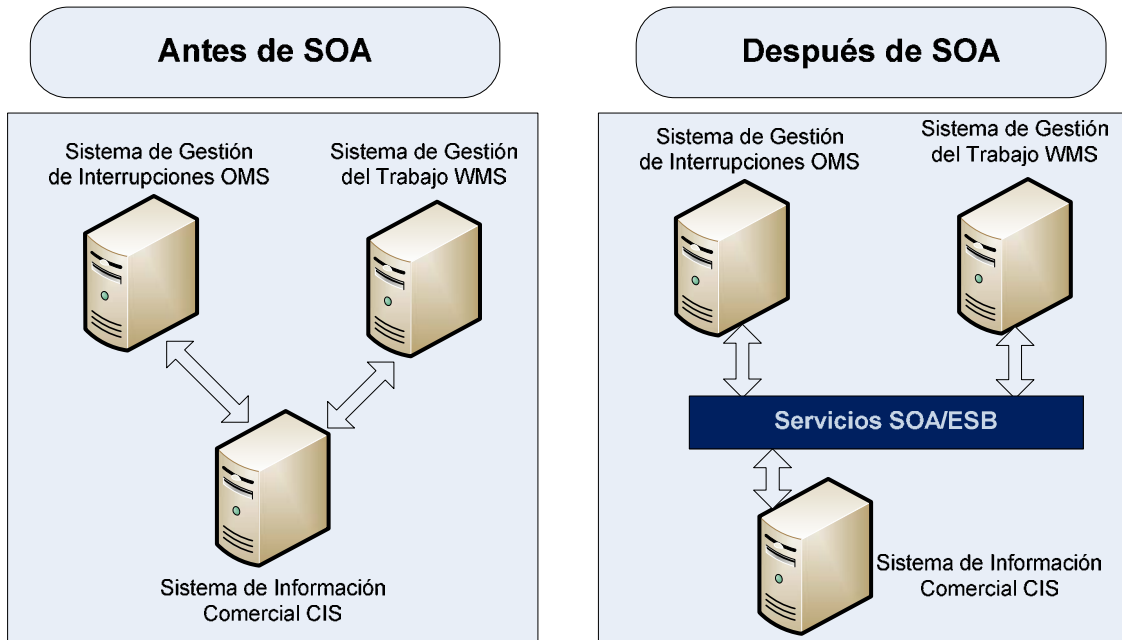 Antes de SOA
Sistema de Gestión
de Interrupciones OMS
Sistema de Gestión
del Trabajo WMS
Sistema de Información
Comercial CIS
Después de SOA
Sistema de Gestión
de Interrupciones OMS
Sistema de Gestión
del Trabajo WMS
Servicios SOA/ESB
Sistema de Información
Comercial CIS